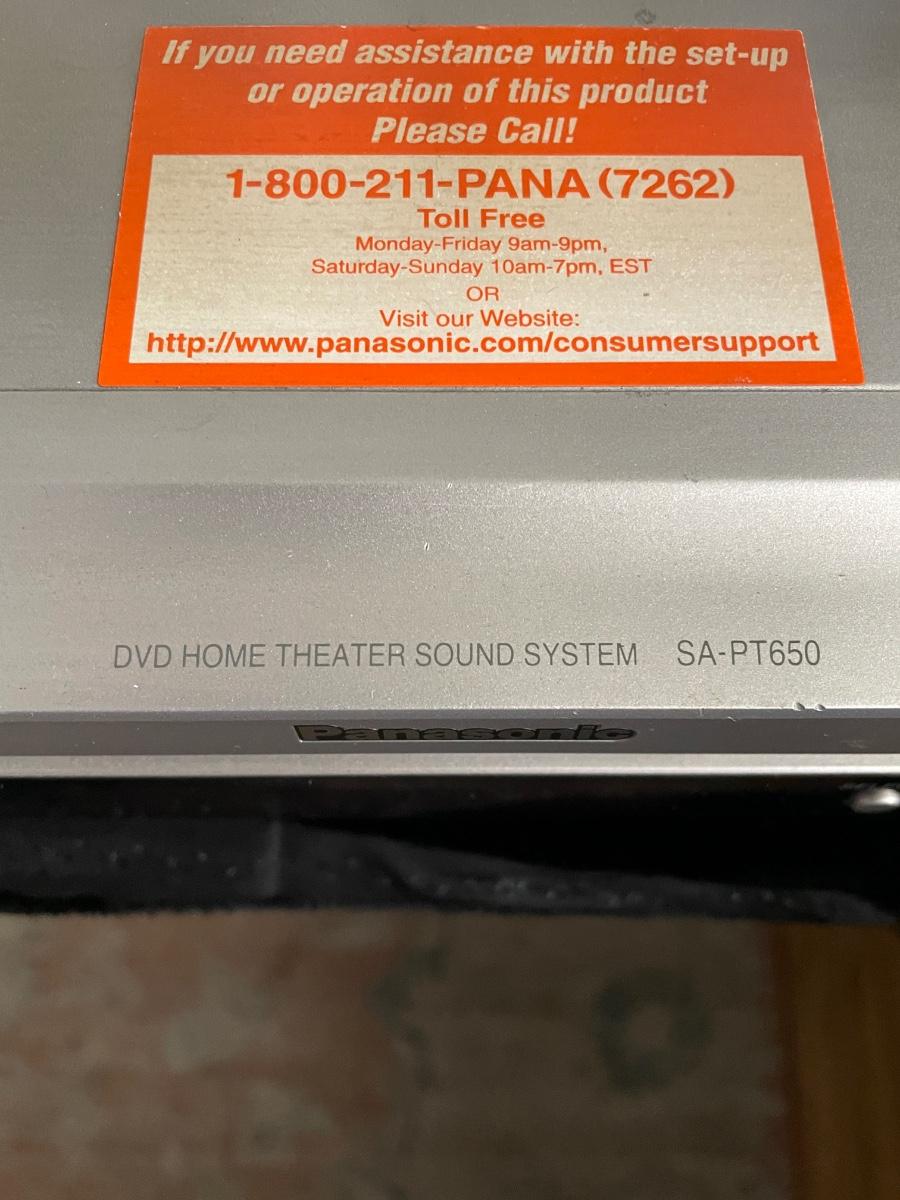 If you need assistance with the set-up
or operation of this product
Please Call!
1-800-211-PANA (7262)
Toll Free
Monday-Friday 9am-9pm,
Saturday-Sunday 10am-7pm, EST
OR
Visit our Website:
http://www.panasonic.com/consumersupport
DVD HOME THEATER SOUND SYSTEM SA-PT650
Panasonic